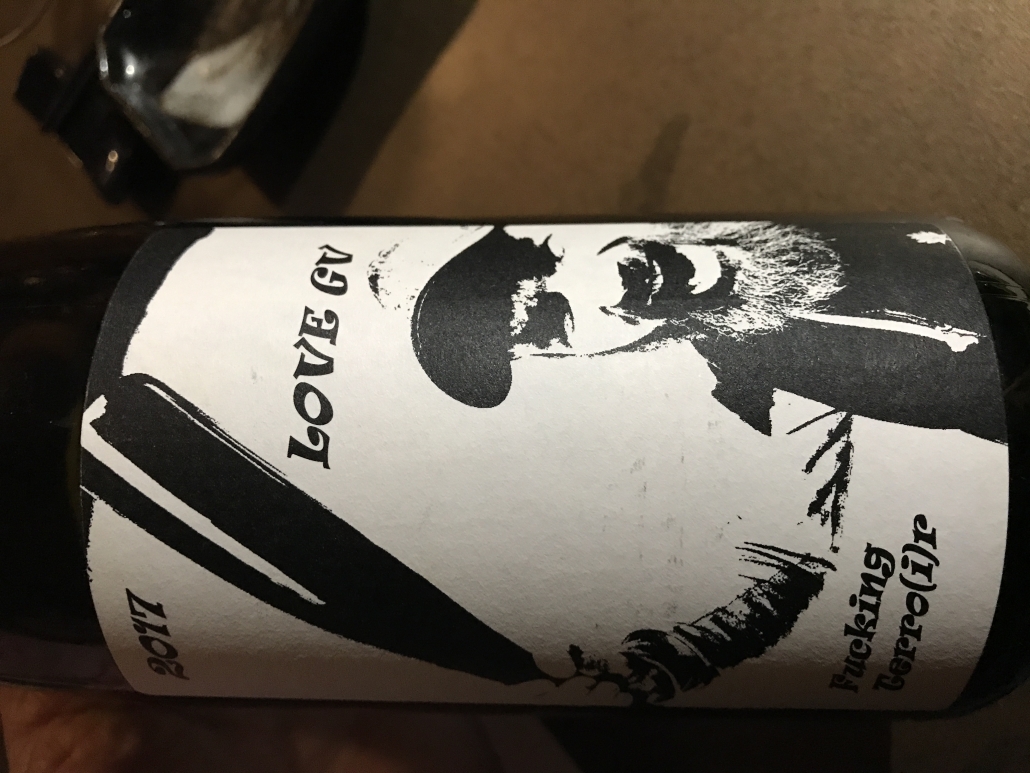 LOVE GV
2017
Fucking
Terro(i)r